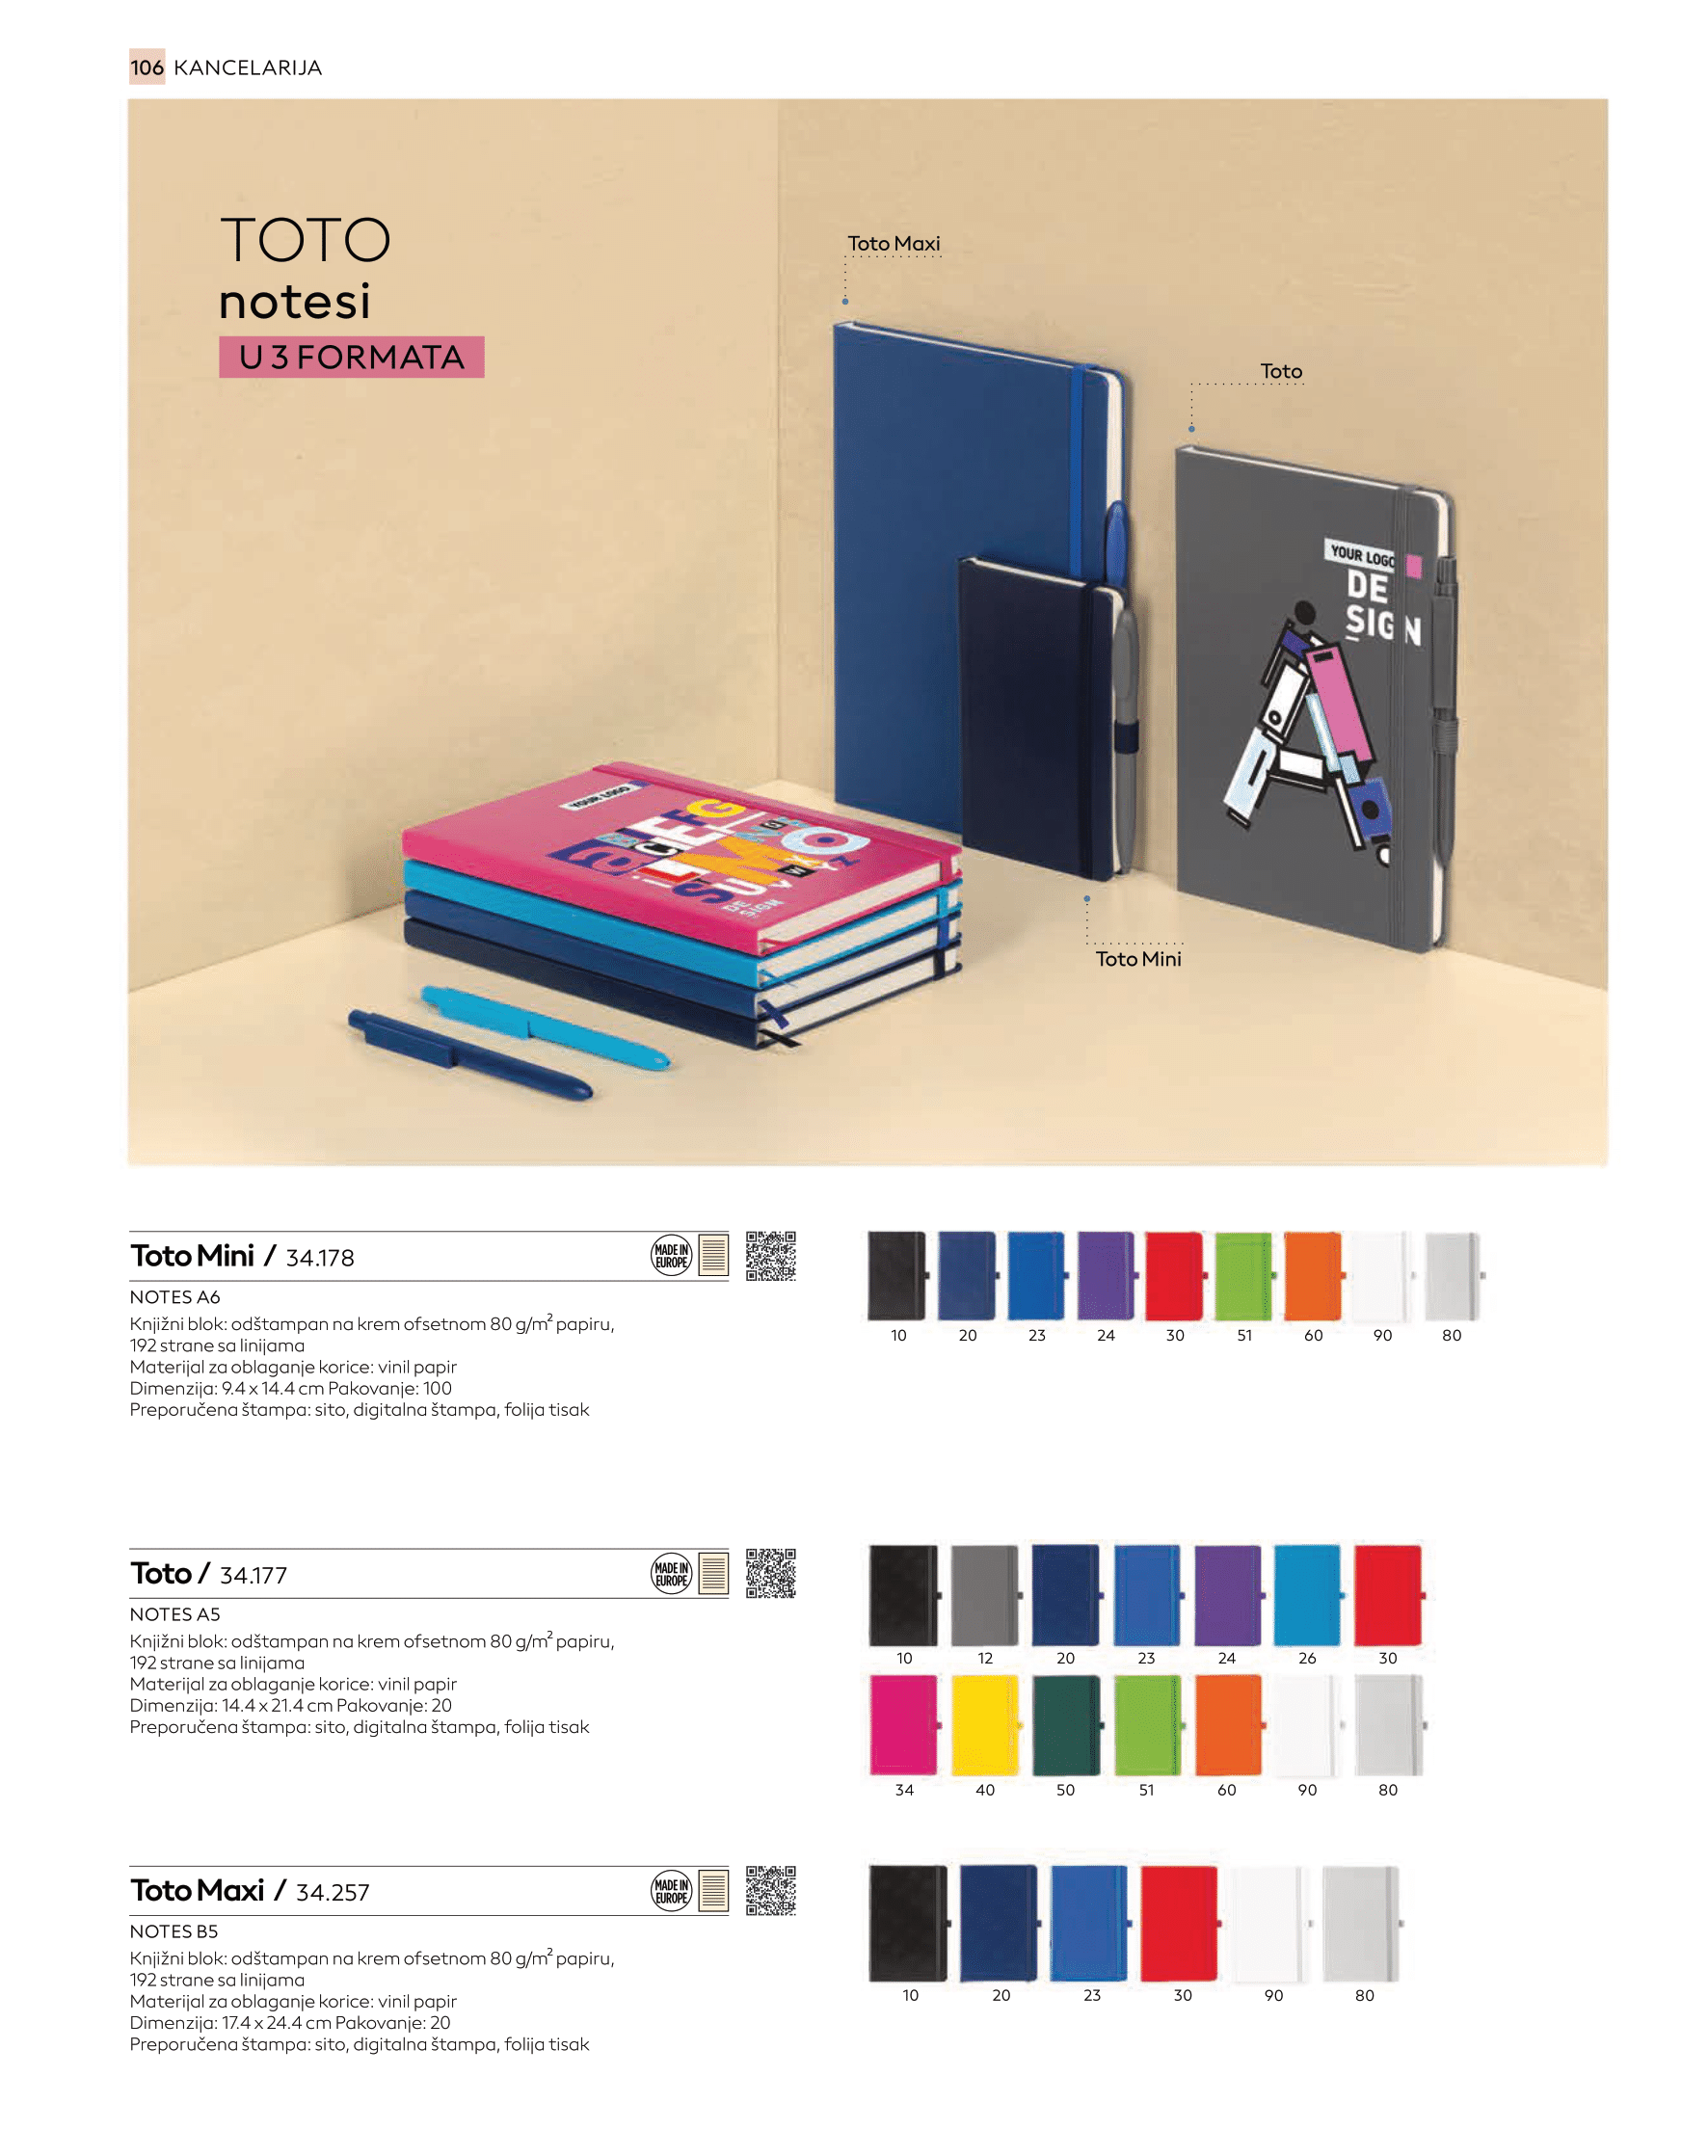 106 KANCELARIJA
TOTO
notesi
U 3 FORMATA
Toto Maxi
Toto
YOUR LOGO
DE
SIGN
YOUR LOGO
DE
SIGN
Toto Mini
Toto Mini / 34.178
MADE IN
EUROPE
NOTES A6
Knjižni blok: odštampan na krem ofsetnom 80 g/m² papiru,
192 strane sa linijama
Materijal za oblaganje korice: vinil papir
Dimenzija: 9.4 x 14.4 cm Pakovanje: 100
Preporučena štampa: sito, digitalna štampa, folija tisak
10 20 23 24 30 51 60 90 80
Toto / 34.177
MADE IN
EUROPE
NOTES A5
Knjižni blok: odštampan na krem ofsetnom 80 g/m² papiru,
192 strane sa linijama
Materijal za oblaganje korice: vinil papir
Dimenzija: 14.4 x 21.4 cm Pakovanje: 20
Preporučena štampa: sito, digitalna štampa, folija tisak
10 12 20 23 24 26 30
34 40 50 51 60 90 80
Toto Maxi / 34.257
MADE IN
EUROPE
NOTES B5
Knjižni blok: odštampan na krem ofsetnom 80 g/m² papiru,
192 strane sa linijama
Materijal za oblaganje korice: vinil papir
Dimenzija: 17.4 x 24.4 cm Pakovanje: 20
Preporučena štampa: sito, digitalna štampa, folija tisak
10 20 23 30 90 80